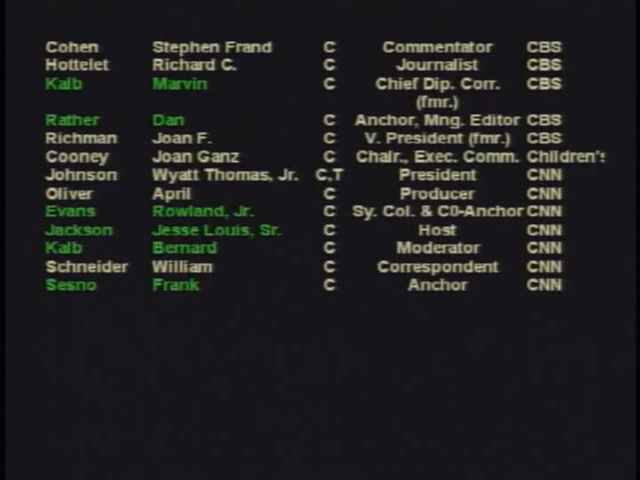 Cohen Stephen Frand C Commentator CBS
Hottelet Richard C. C Journalist CBS
Kalb Marvin C Chief Dip. Corr. CBS
(fmr.)
Rather Dan C Anchor, Mng. Editor CBS
Richman Joan F. C V. President (fmr.) CBS
Cooney Joan Ganz C Chair., Exec. Comm. Children's
Johnson Wyatt Thomas, Jr. C,T President CNN
Oliver April C Producer CNN
Evans Rowland, Jr. C Sy. Col. & C0-Anchor CNN
Jackson Jesse Louis, Sr. C Host CNN
Kalb Bernard C Moderator CNN
Schneider William C Correspondent CNN
Sesno Frank C Anchor CNN